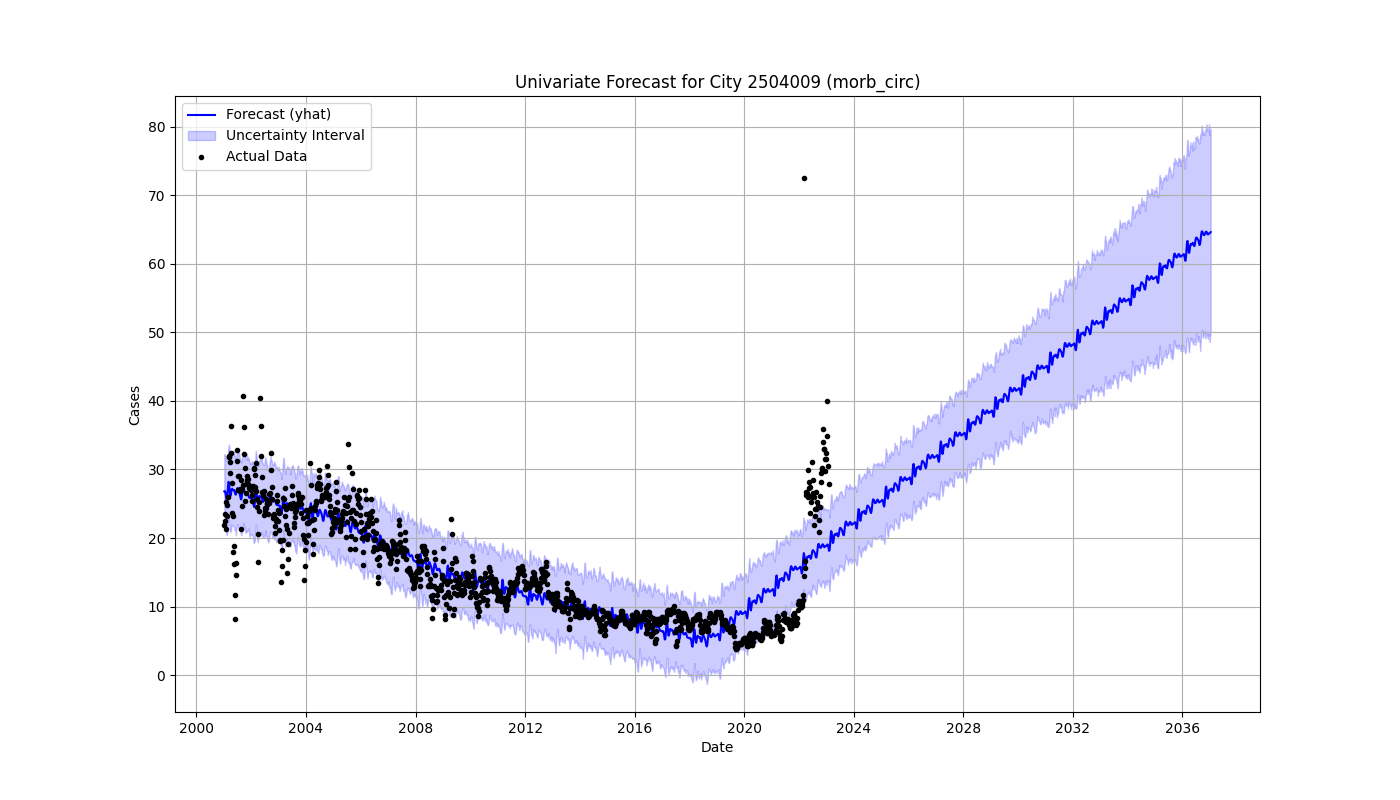 Univariate Forecast for City 2504009 (morb_circ)
Forecast (yhat)
Uncertainty Interval
Actual Data
Cases
80
70
60
50
40
30
20
10
0
2000 2004 2008 2012 2016 2020 2024 2028 2032 2036
Date